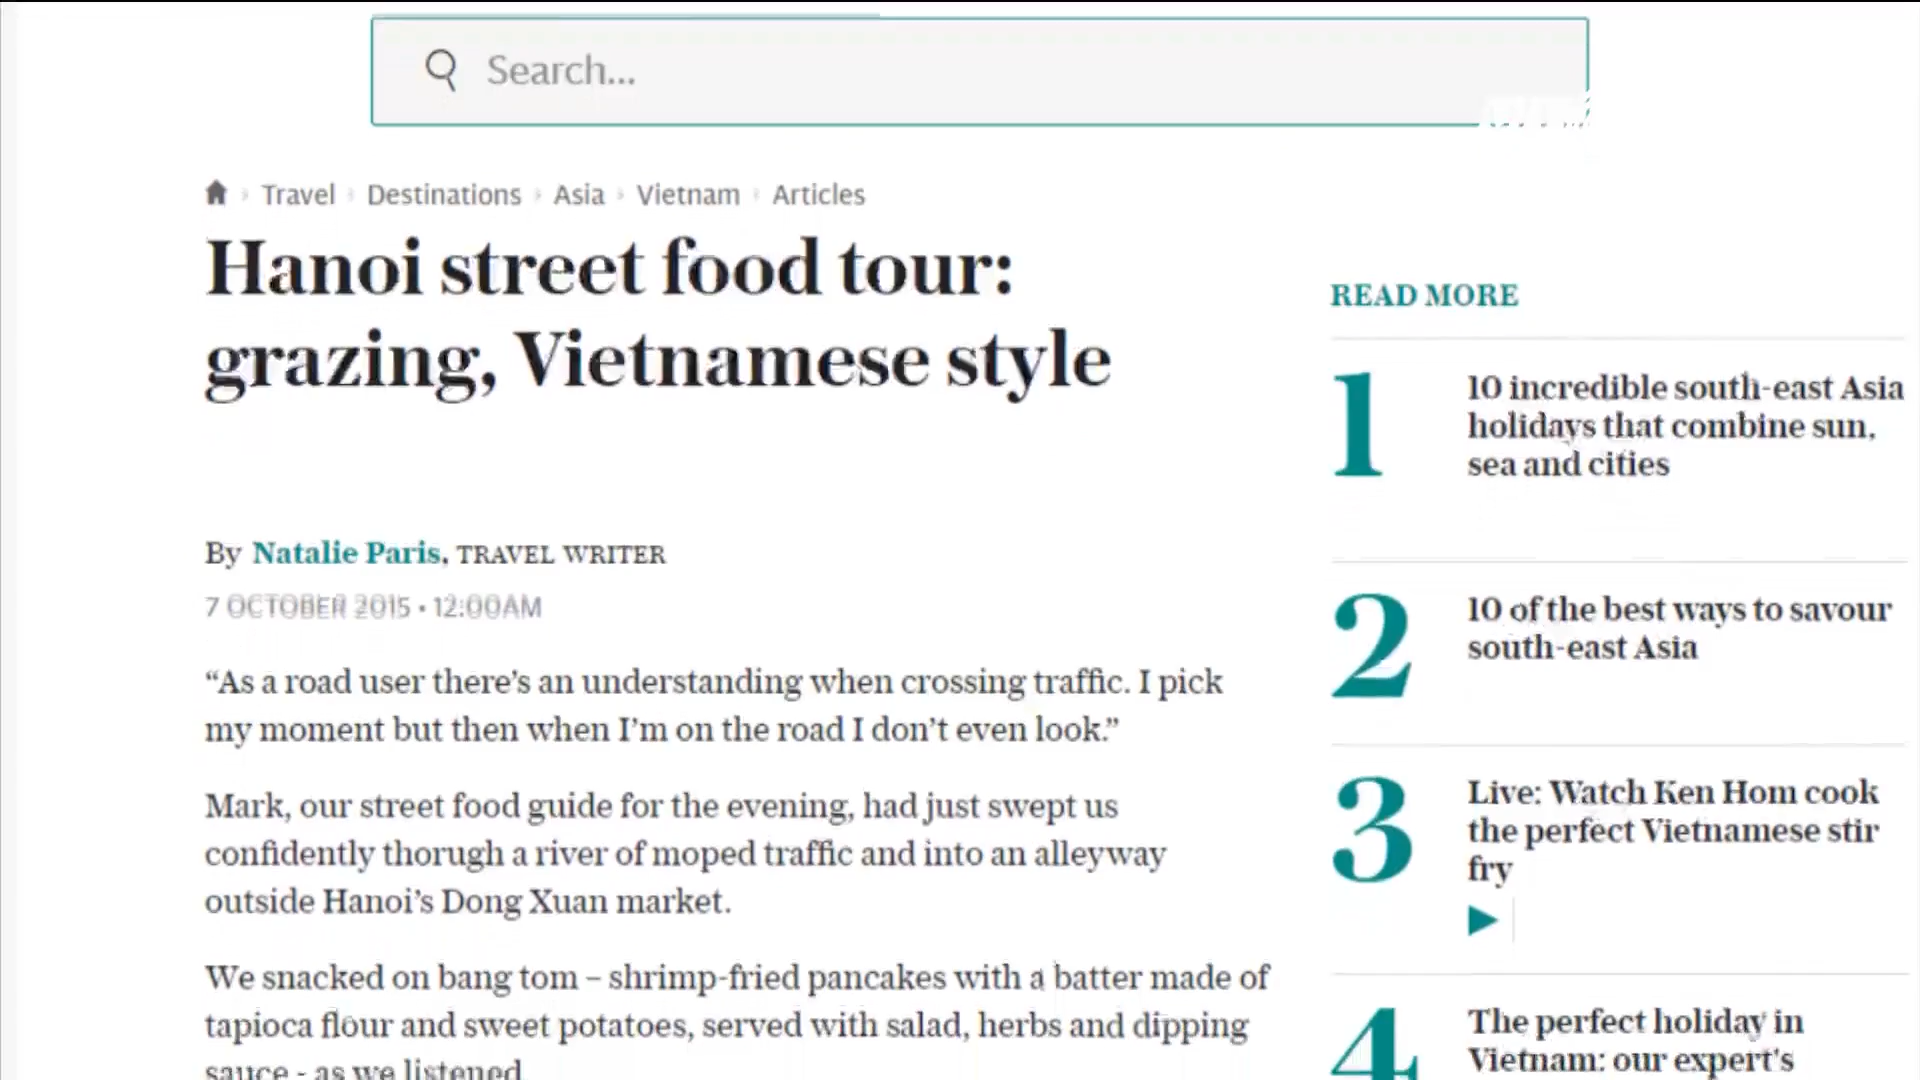 Search...
Travel › Destinations › Asia › Vietnam › Articles
Hanoi street food tour:
grazing, Vietnamese style
By Natalie Paris, TRAVEL WRITER
7 OCTOBER 2015 • 12:00AM
“As a road user there’s an understanding when crossing traffic. I pick
my moment but then when I’m on the road I don’t even look.”
Mark, our street food guide for the evening, had just swept us
confidently thorugh a river of moped traffic and into an alleyway
outside Hanoi’s Dong Xuan market.
We snacked on bang tom – shrimp-fried pancakes with a batter made of
tapioca flour and sweet potatoes, served with salad, herbs and dipping
sauce - as we listened
READ MORE
1
10 incredible south-east Asia
holidays that combine sun,
sea and cities
2
10 of the best ways to savour
south-east Asia
3
Live: Watch Ken Hom cook
the perfect Vietnamese stir
fry
4
The perfect holiday in
Vietnam: our expert's